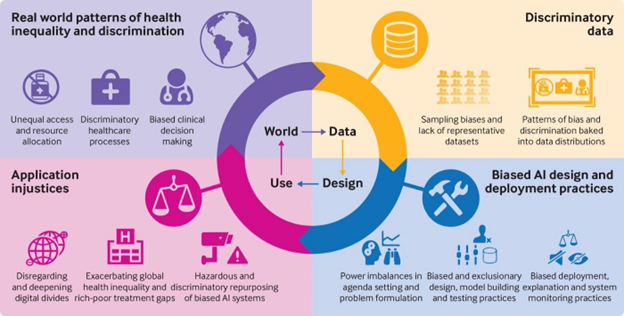 Real world patterns of health
inequality and discrimination
Unequal access
and resource
allocation
Discriminatory
healthcare
processes
Biased clinical
decision
making
Discriminatory
data
Sampling biases and
lack of representative
datasets
Patterns of bias and
discrimination baked
into data distributions
World
Data
Use
Design
Application
injustices
Disregarding
and deepening
digital divides
H
Exacerbating global
health inequality and
rich-poor treatment gaps
Hazardous and
discriminatory repurposing
of biased AI systems
Biased AI design and
deployment practices
Power imbalances in
agenda setting and
problem formulation
Biased and exclusionary
design, model building
and testing practices
Biased deployment,
explanation and system
monitoring practices